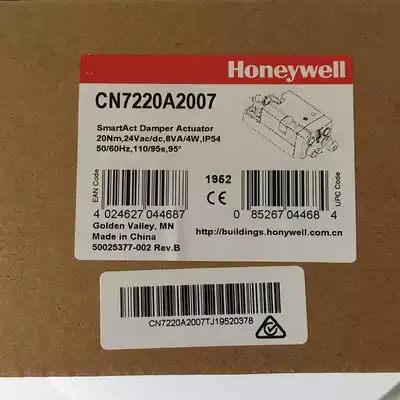 Honeywell
CN7220A2007
SmartAct Damper Actuator
20Nm,24Vac/dc,8VA/4W,IP54
50/60Hz,110/95s,95°
1952
EAN Code
UPC Code
CE
4 024627 044687
0 85267 04468 4
Golden Valley, MN
Made in China
50025377-002 Rev.B
http://buildings.honywell.com.cn
CN7220A2007TJ19520378